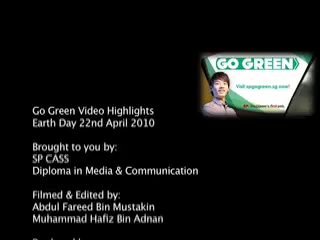 GO GREEN
Visit spgogreen.sg now!
Go Green Video Highlights
Earth Day 22nd April 2010
Brought to you by:
SP CASS
Diploma in Media & Communication
Filmed & Edited by:
Abdul Fareed Bin Mustakin
Muhammad Hafiz Bin Adnan